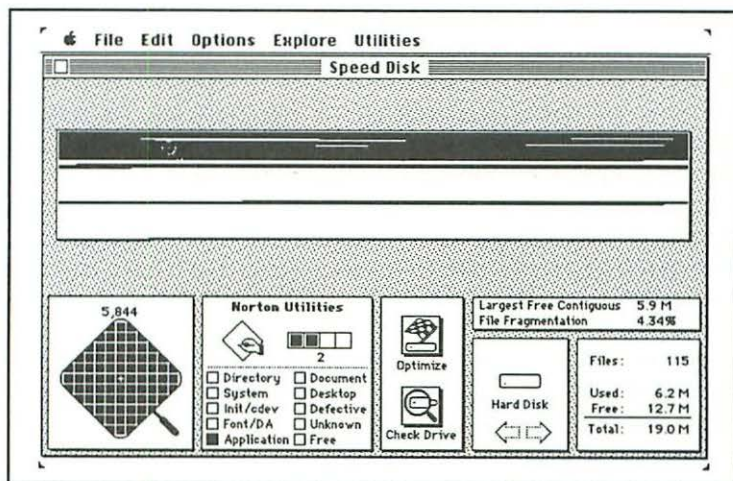 File Edit Options Explore Utilities
Speed Disk
5,844
Norton Utilities
2
Directory Document
System Desktop
Init/cdev Defective
Font/DA Unknown
Application Free
Optimize
Check Drive
Largest Free Contiguous 5.9 M
File Fragmentation 4.34%
Hard Disk
Files: 115
Used: 6.2 M
Free: 12.7 M
Total: 19.0 M